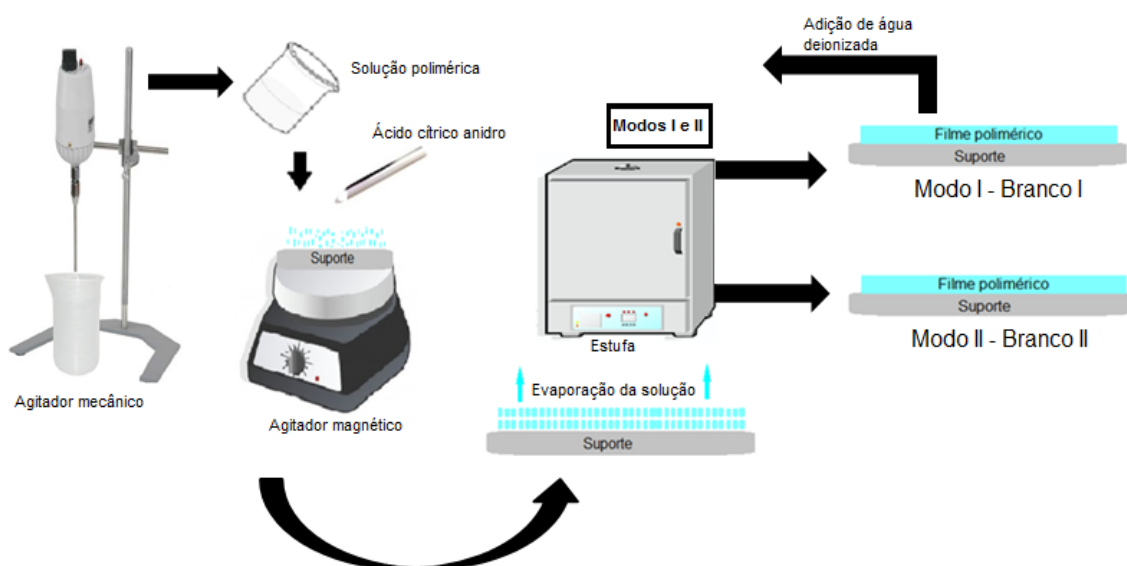 Adição de água
deionizada
Solução polimérica
Ácido cítrico anidro
Modos I e II
Filme polimérico
Suporte
Modo I - Branco I
Suporte
Filme polimérico
Suporte
Modo II - Branco II
Estufa
Evaporação da solução
Agitador mecânico
Agitador magnético
Suporte